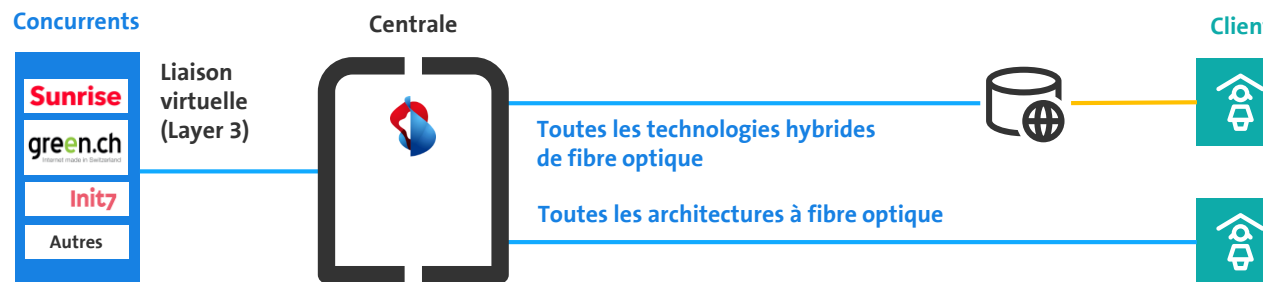 Concurrents
Centrale
Clien
Sunrise
green.ch
Internet made in Switzerland
Init7
Autres
Liaison
virtuelle
(Layer 3)
Toutes les technologies hybrides
de fibre optique
Toutes les architectures à fibre optique